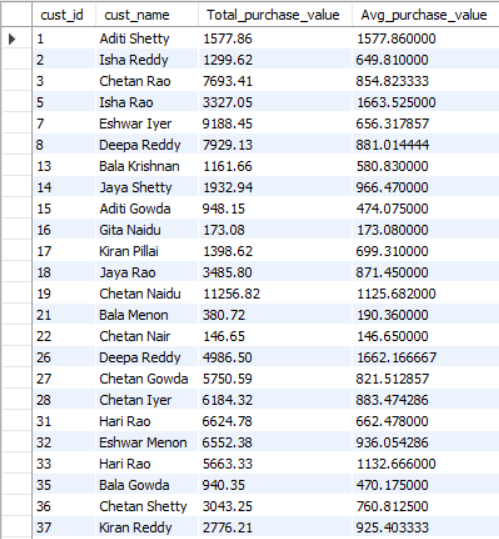 cust_id cust_name Total_purchase_value Avg_purchase_value
1 Aditi Shetty 1577.86 1577.860000
2 Isha Reddy 1299.62 649.810000
3 Chetan Rao 7693.41 854.823333
5 Isha Rao 3327.05 1663.525000
7 Eshwar Iyer 9188.45 656.317857
8 Deepa Reddy 7929.13 881.014444
13 Bala Krishnan 1161.66 580.830000
14 Jaya Shetty 1932.94 966.470000
15 Aditi Gowda 948.15 474.075000
16 Gita Naidu 173.08 173.080000
17 Kiran Pillai 1398.62 699.310000
18 Jaya Rao 3485.80 871.450000
19 Chetan Naidu 11256.82 1125.682000
21 Bala Menon 380.72 190.360000
22 Chetan Nair 146.65 146.650000
26 Deepa Reddy 4986.50 1662.166667
27 Chetan Gowda 5750.59 821.512857
28 Chetan Iyer 6184.32 883.474286
31 Hari Rao 6624.78 662.478000
32 Eshwar Menon 6552.38 936.054286
33 Hari Rao 5663.33 1132.666000
35 Bala Gowda 940.35 470.175000
36 Chetan Shetty 3043.25 760.812500
37 Kiran Reddy 2776.21 925.403333